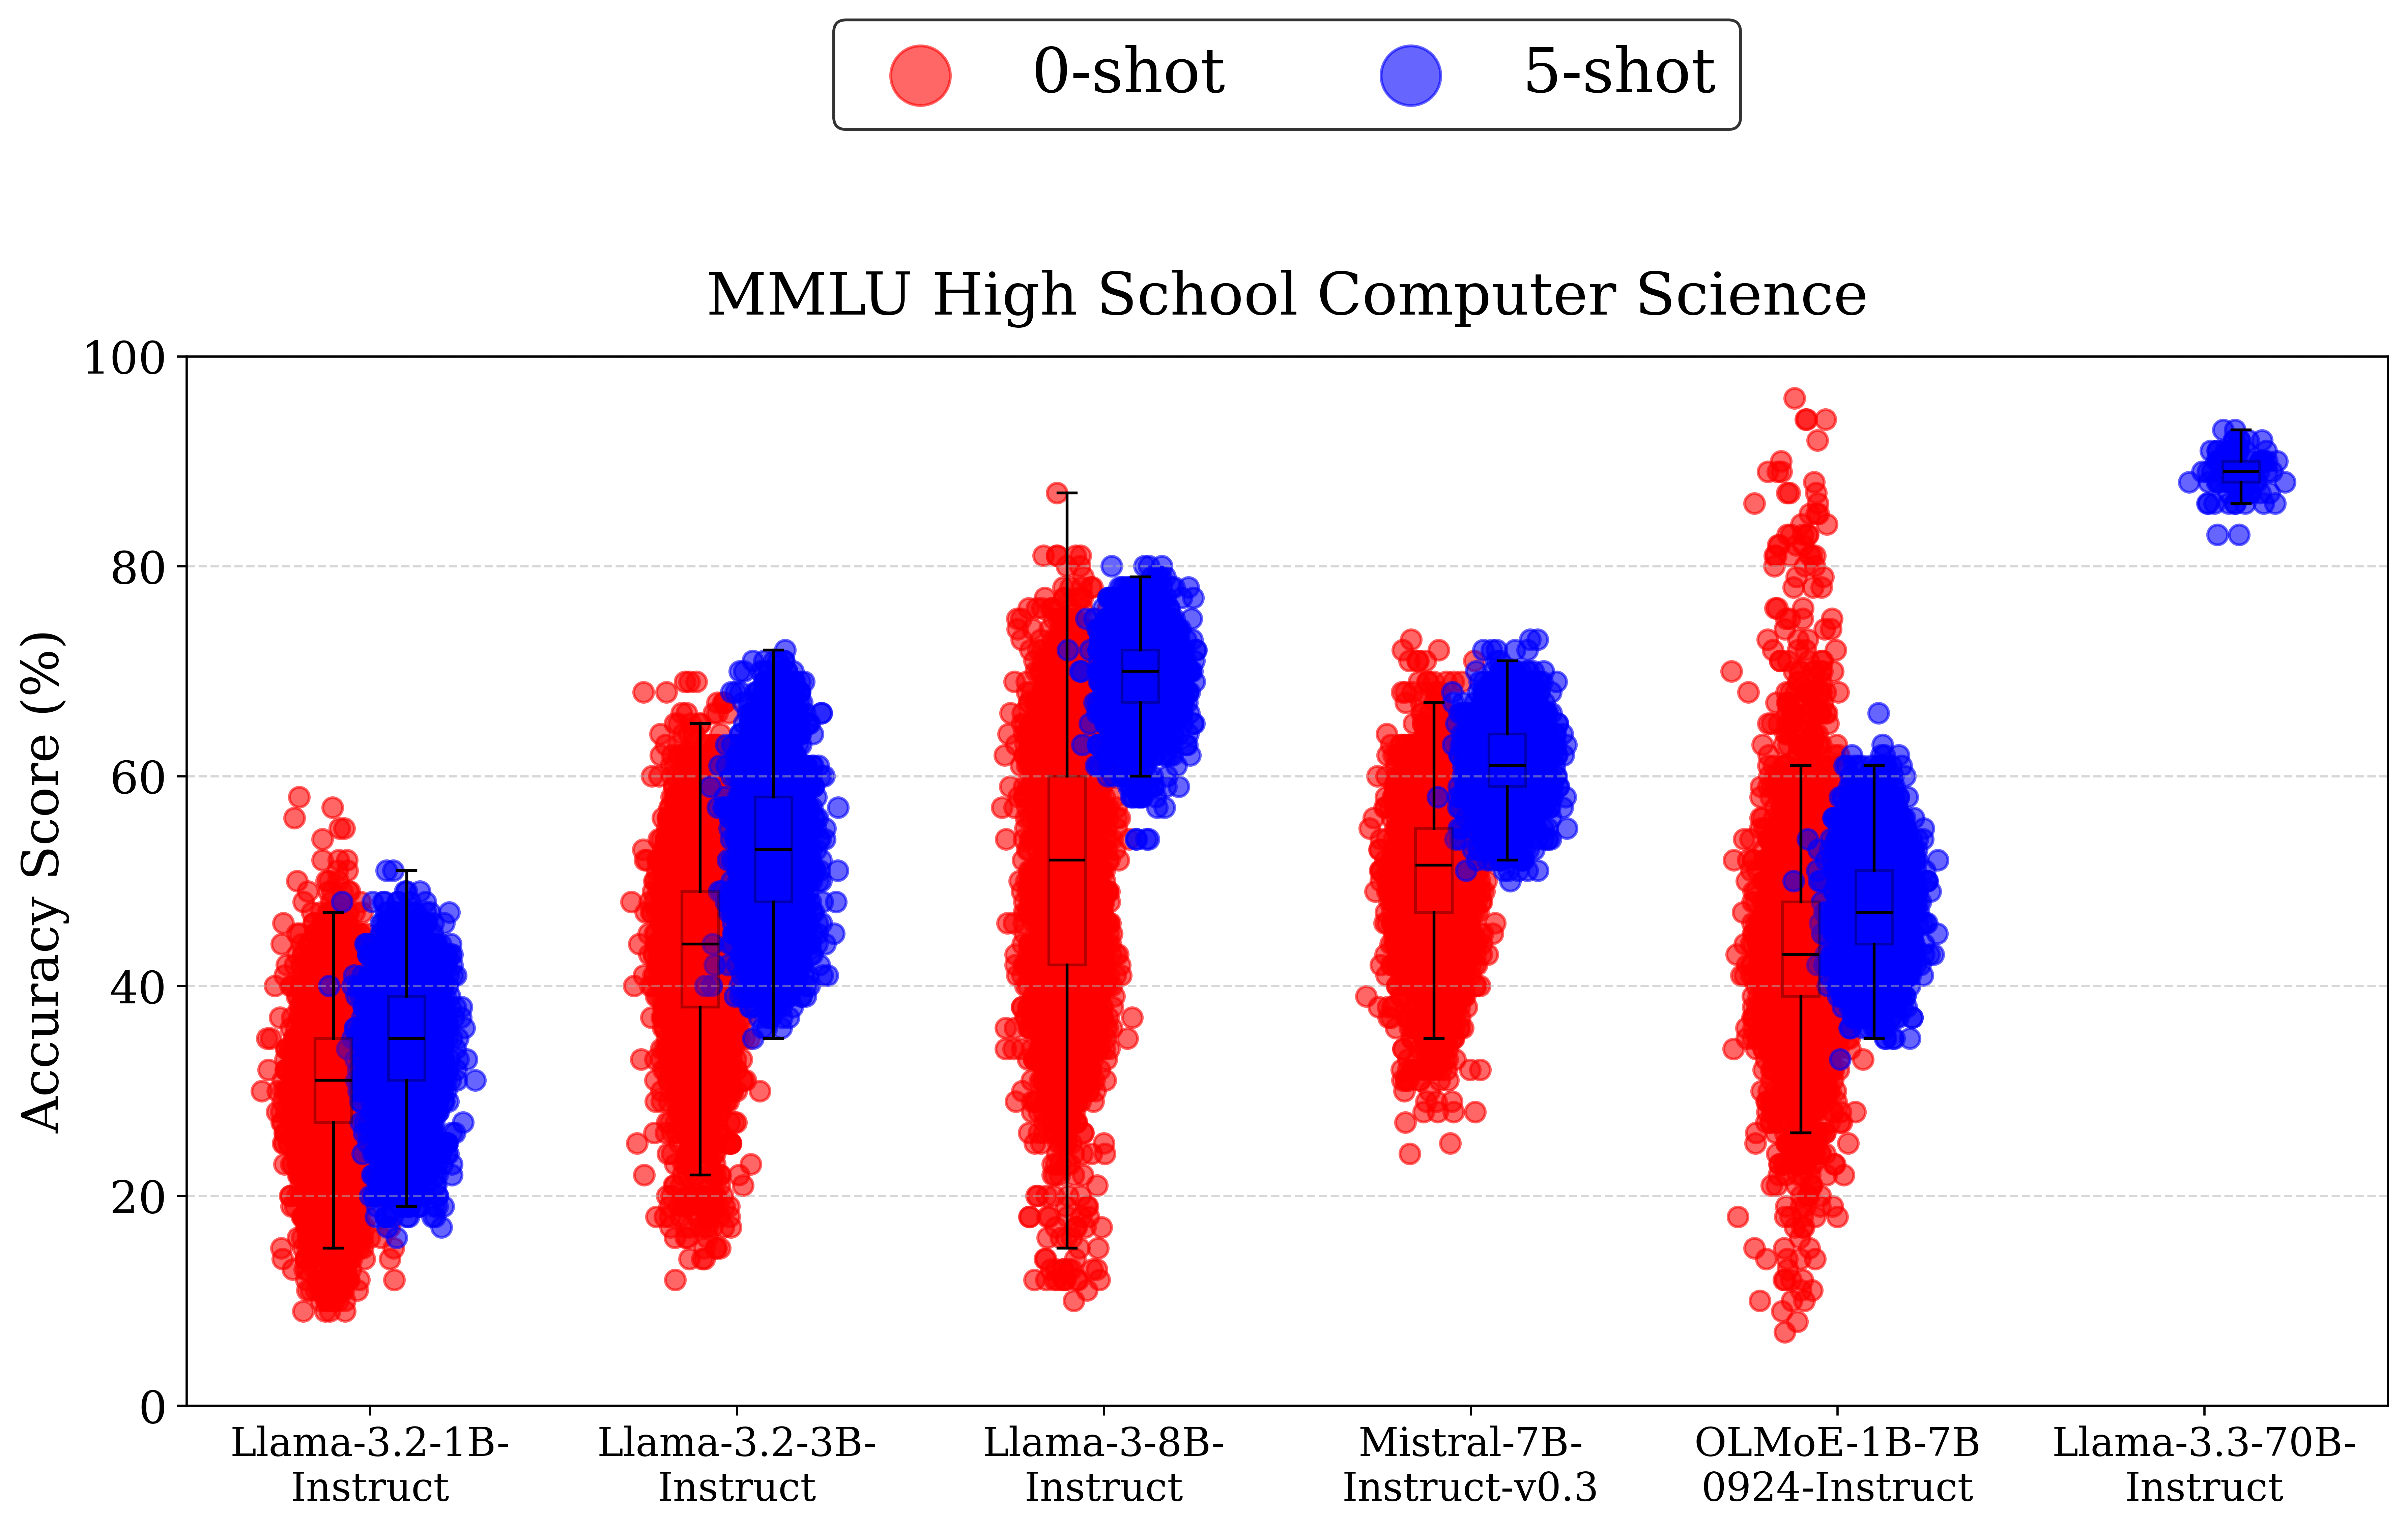 0-shot 5-shot
MMLU High School Computer Science
Accuracy Score (%)
100
80
60
40
20
0
Llama-3.2-1B-
Instruct
Llama-3.2-3B-
Instruct
Llama-3-8B-
Instruct
Mistral-7B-
Instruct-v0.3
OLMoE-1B-7B
0924-Instruct
Llama-3.3-70B-
Instruct